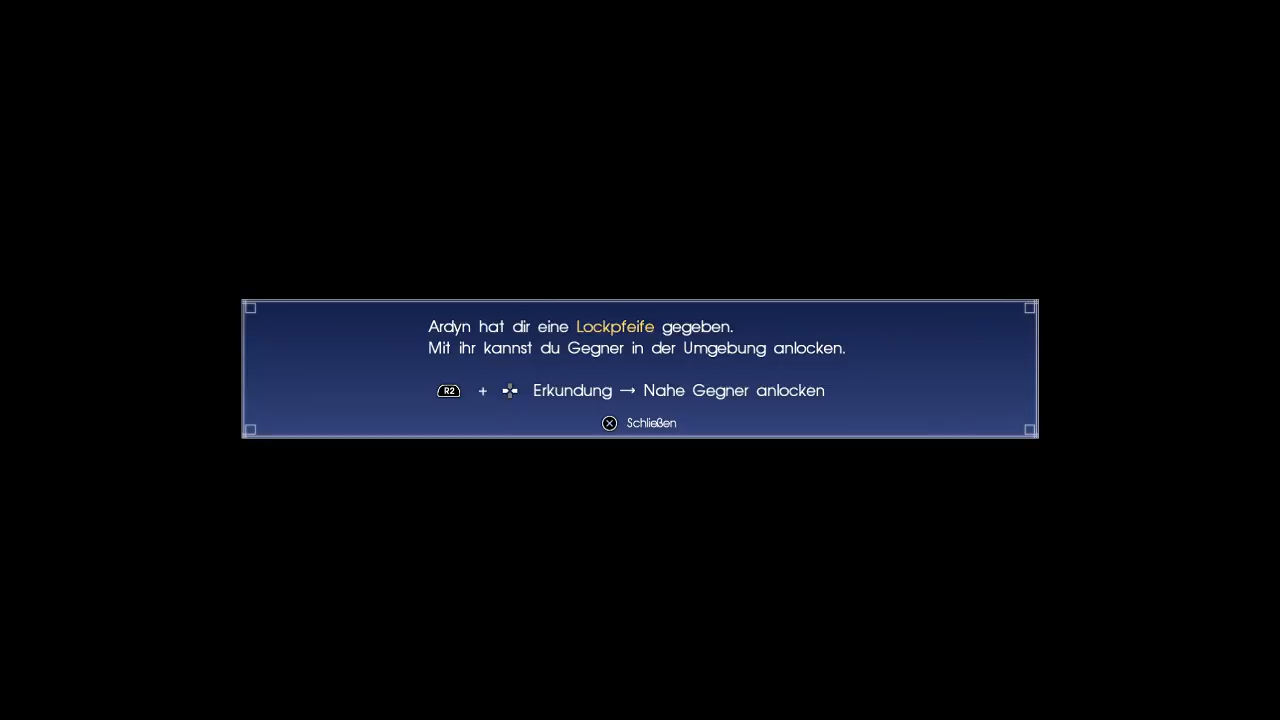 Ardyn hat dir eine Lockpfeife gegeben.
Mit ihr kannst du Gegner in der Umgebung anlocken.
R2 + Erkundung → Nahe Gegner anlocken
Schließen